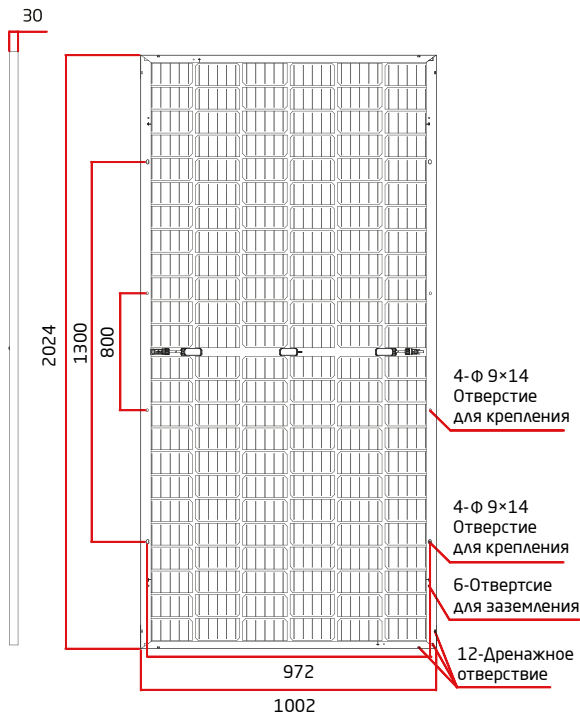 30
2024
1300
800
4-Ф 9×14
Отверстие
для крепления
4-Ф 9×14
Отверстие
для крепления
6-Отвертсие
для заземления
12-Дренажное
отверствие
972
1002